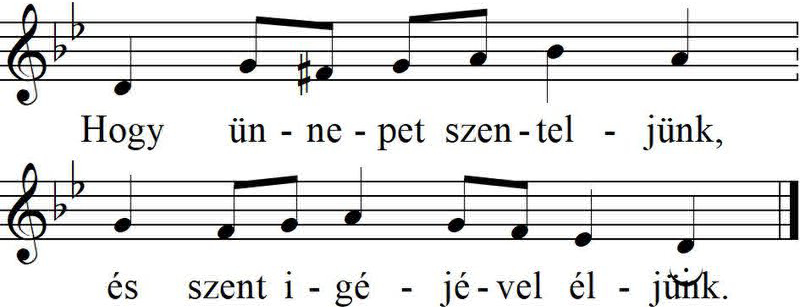 Hogy ün - ne - pet szen - tel - jünk,
és szent i - gé - jé - vel él - jünk.